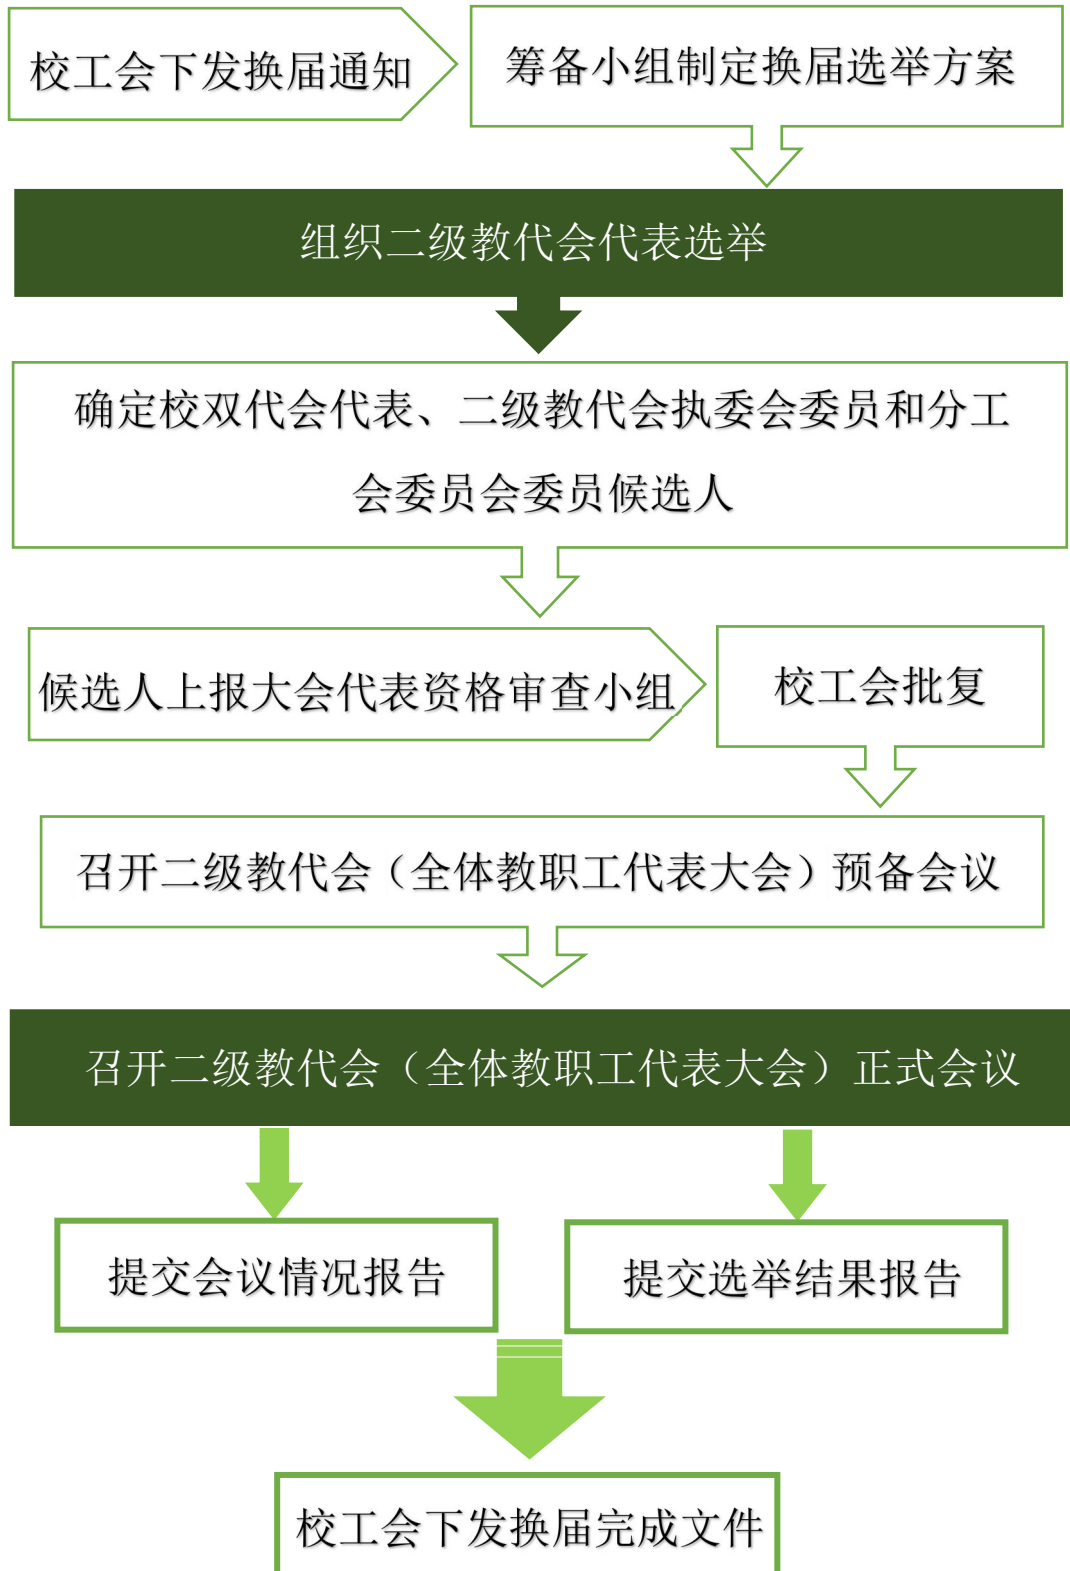 校工会下发换届通知
筹备小组制定换届选举方案
组织二级教代会代表选举
确定校双代会代表、二级教代会执委会委员和分工
会委员会委员候选人
候选人上报大会代表资格审查小组
校工会批复
召开二级教代会（全体教职工代表大会）预备会议
召开二级教代会（全体教职工代表大会）正式会议
提交会议情况报告
提交选举结果报告
校工会下发换届完成文件